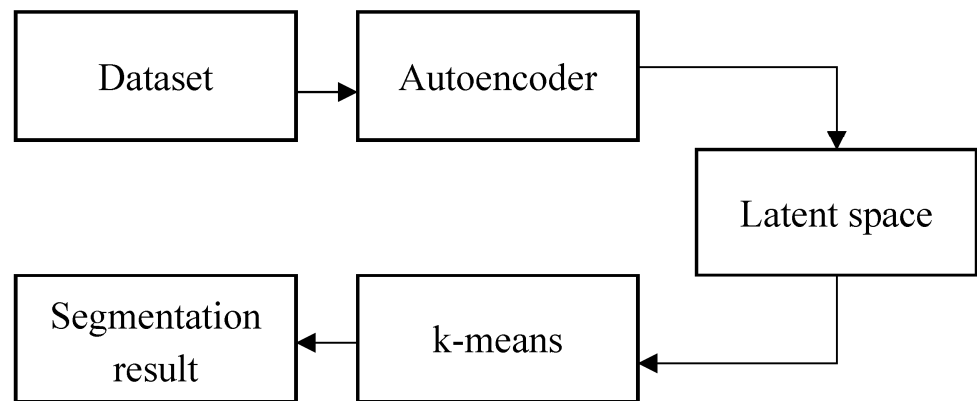 Dataset
Autoencoder
Latent space
k-means
Segmentation
result